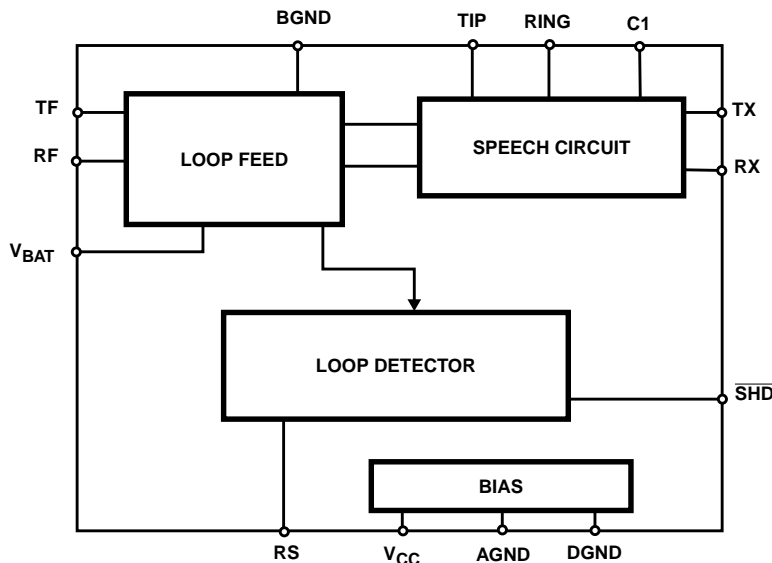 BGND
TIP
RING
C1
TF
TX
LOOP FEED
SPEECH CIRCUIT
RF
RX
VBAT
LOOP DETECTOR
SHD
BIAS
RS
VCC
AGND
DGND